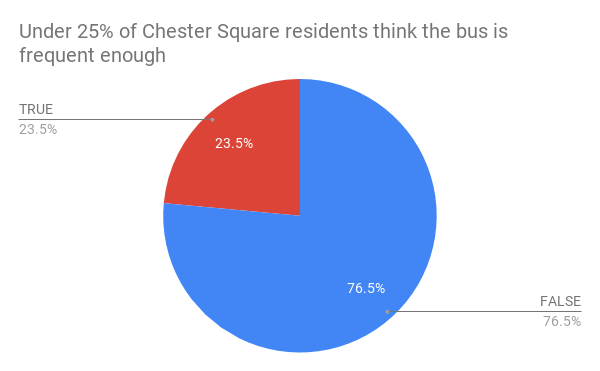 Under 25% of Chester Square residents think the bus is
frequent enough
TRUE
23.5%
23.5%
76.5%
FALSE
76.5%